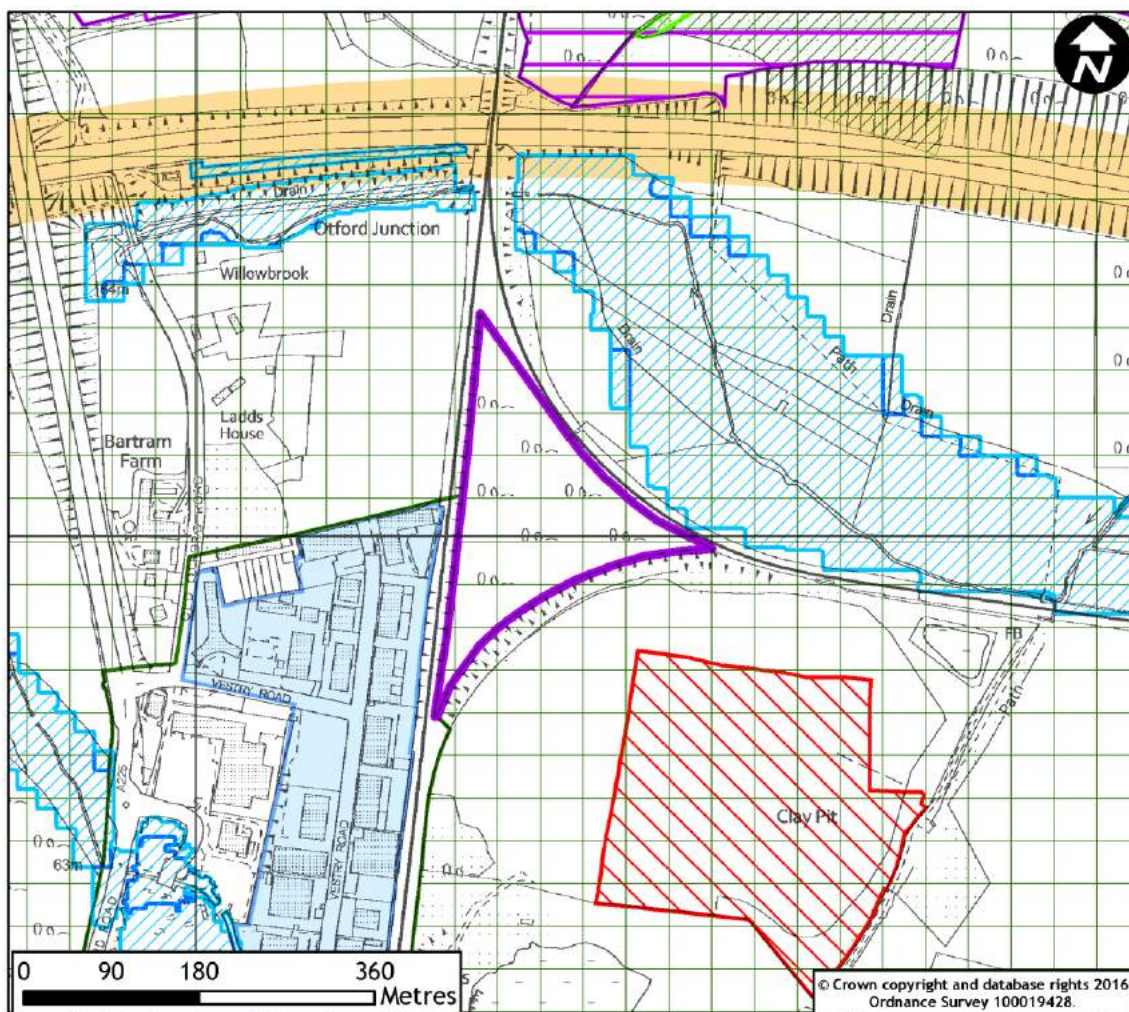 N
Drain
Otford Junction
Willowbrook
64m
Drain
Drain
Path
Drain
Ladds
House
Bartram
Farm
VESTRY ROAD
FB
Path
A225
Clay Pit
VESTRY ROAD
63m
D ROAD
0 90 180 360
Metres
© Crown copyright and database rights 2016
Ordnance Survey 100019428.